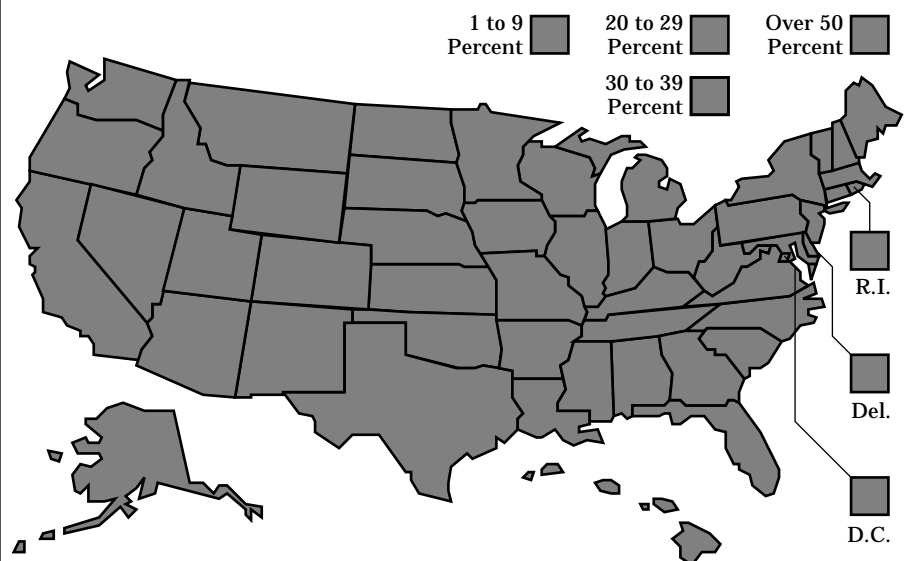 1 to 9
Percent
20 to 29
Percent
Over 50
Percent
30 to 39
Percent
R.I.
Del.
D.C.